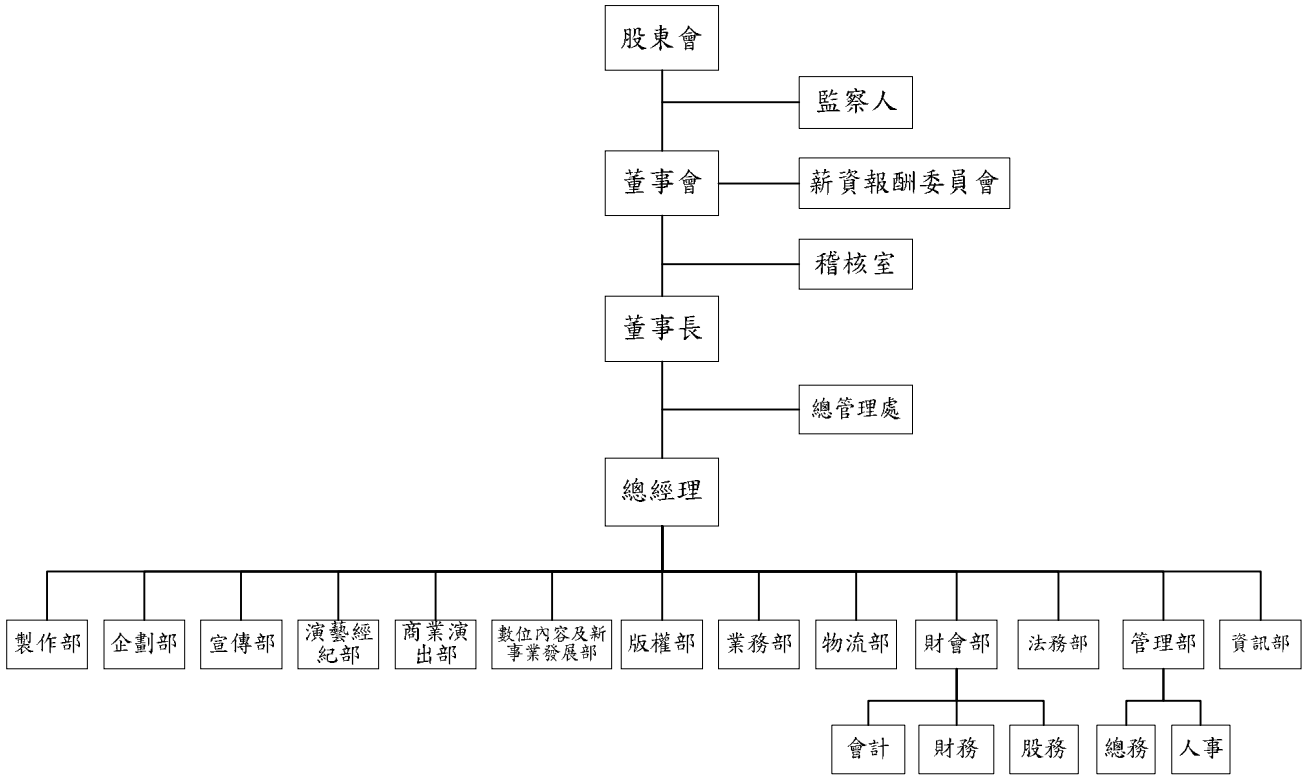 股東會
監察人
董事會
薪資報酬委員會
稽核室
董事長
總管理處
總經理
製作部
企劃部
宣傳部
演藝經
紀部
商業演
出部
數位內容及新
事業發展部
版權部
業務部
物流部
財會部
法務部
管理部
資訊部
會計
財務
股務
總務
人事